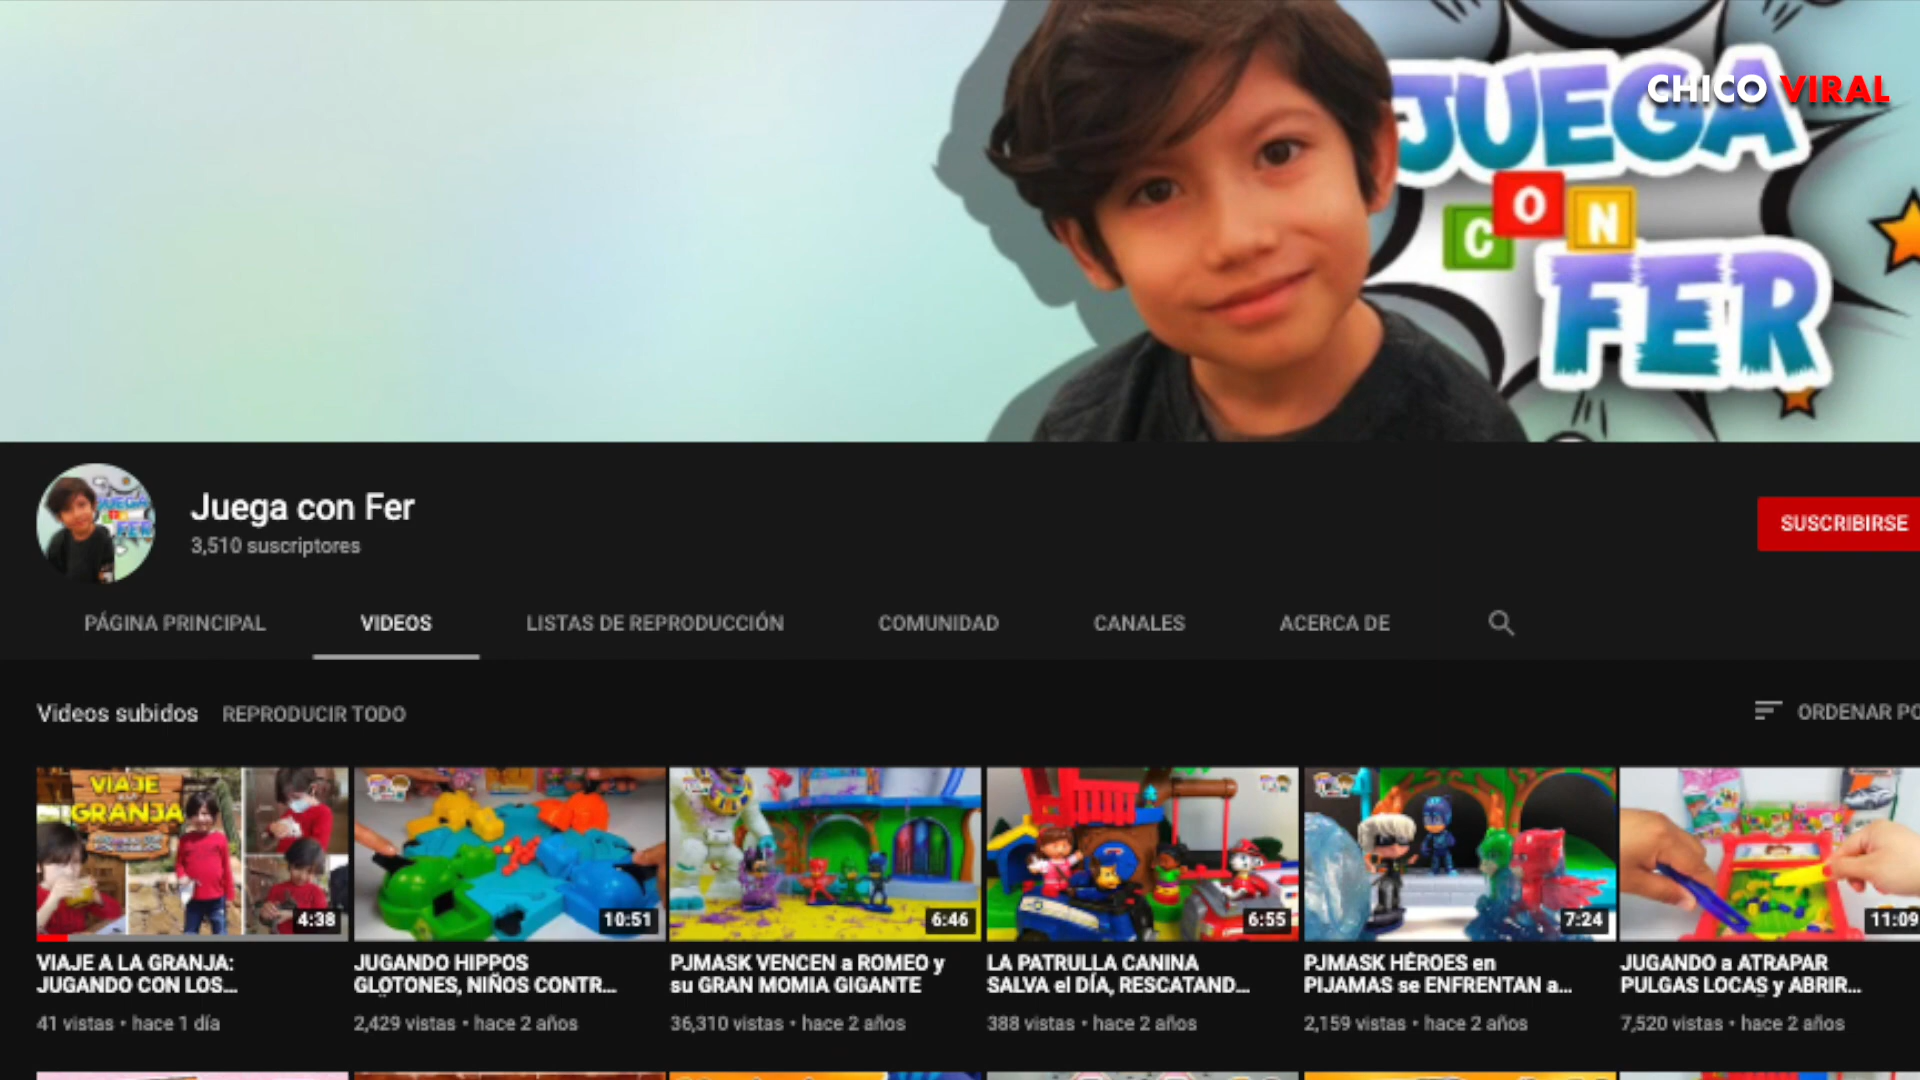 CHICO VIRAL
JUEGA
CON
FER
Juega con Fer
3,510 suscriptores
SUSCRIBIRSE
PÁGINA PRINCIPAL VIDEOS LISTAS DE REPRODUCCIÓN COMUNIDAD CANALES ACERCA DE
Videos subidos REPRODUCIR TODO ORDENAR PO
VIAJE
GRANJA
4:38
10:51
6:46
6:55
7:24
11:09
VIAJE A LA GRANJA:
JUGANDO CON LOS...
41 vistas • hace 1 día
JUGANDO HIPPOS
GLOTONES, NIÑOS CONTR...
2,429 vistas • hace 2 años
PJMASK VENCEN a ROMEO y
su GRAN MOMIA GIGANTE
36,310 vistas • hace 2 años
LA PATRULLA CANINA
SALVA el DÍA, RESCATAND...
388 vistas • hace 2 años
PJMASK HÉROES en
PIJAMAS se ENFRENTAN a...
2,159 vistas • hace 2 años
JUGANDO a ATRAPAR
PULGAS LOCAS y ABRIR...
7,520 vistas • hace 2 años